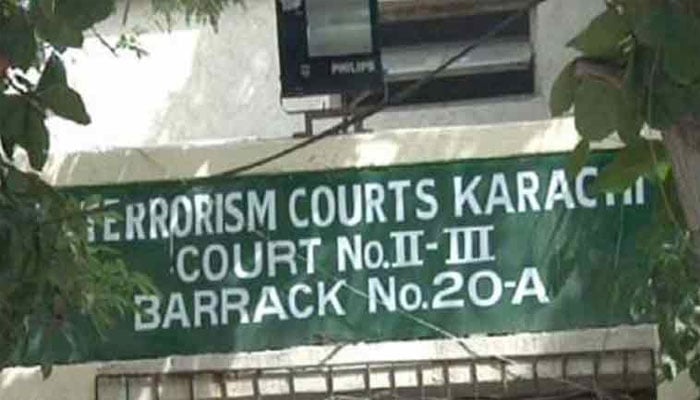 PHILIPS
TERRORISM COURTS KARACHI
COURT No.II-III
BARRACK No.20-A